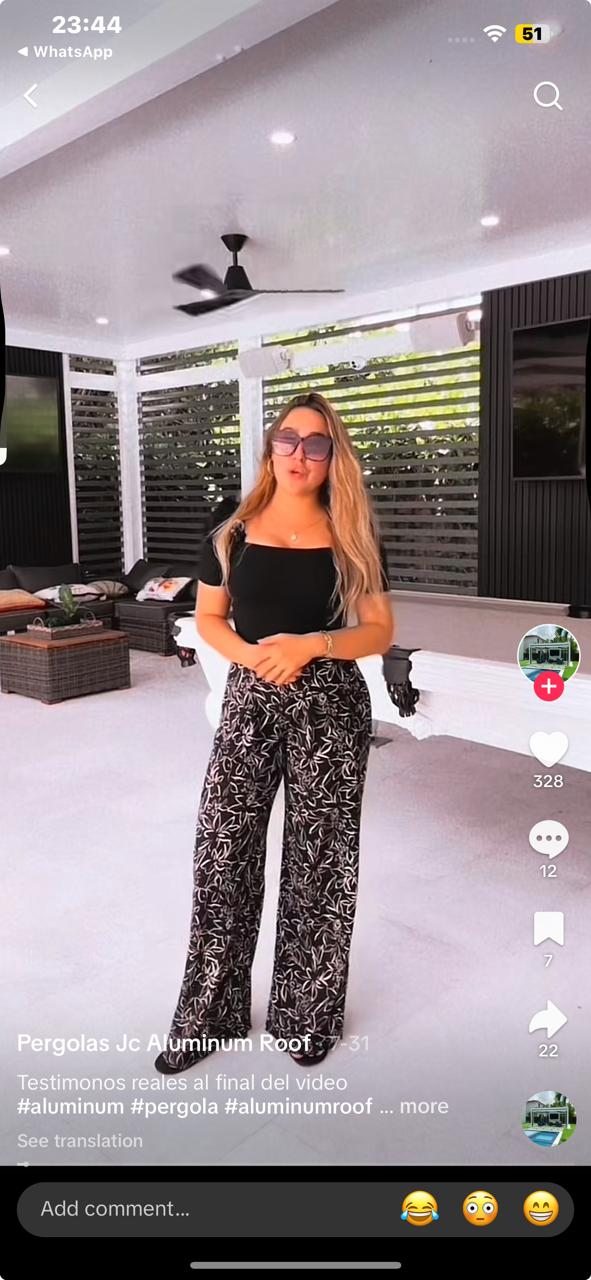 23:44
51
◀ WhatsApp
328
12
7
22
Pergolas Jc Aluminum Roof 7-31
Testimonos reales al final del video
#aluminum #pergola #aluminumroof ... more
See translation
Add comment...